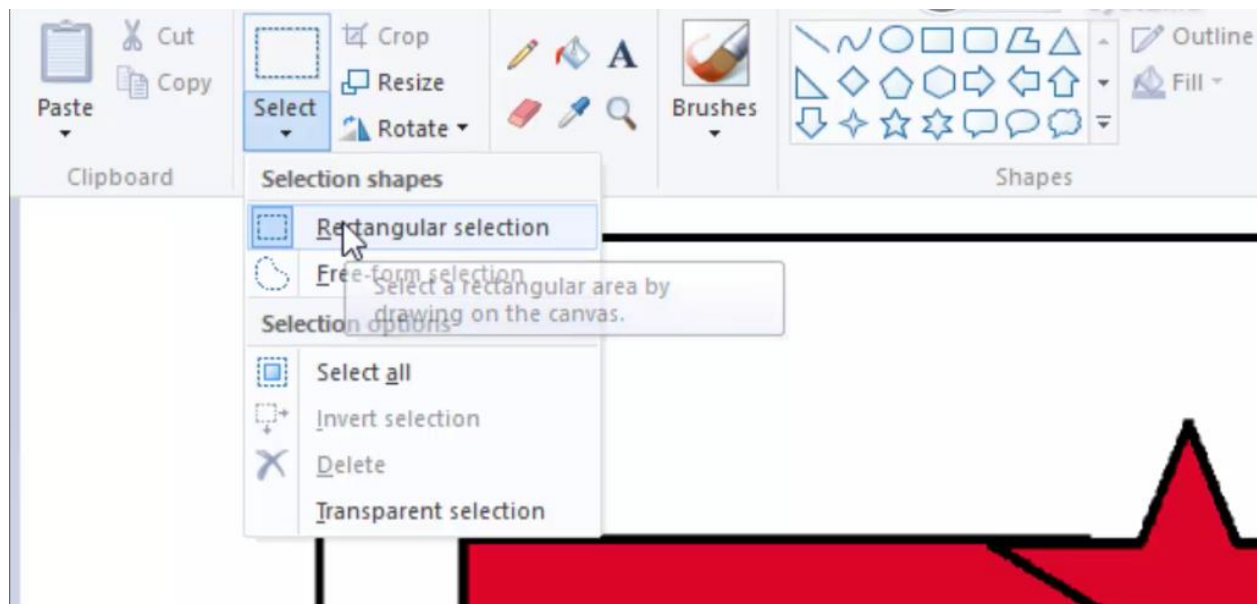 Cut
Copy
Paste
Clipboard
Select
Crop
Resize
Rotate
A
Brushes
Outline
Fill
Shapes
Selection shapes
Rectangular selection
Free-form selection
Select a rectangular area by
drawing on the canvas.
Selection options
Select all
Invert selection
Delete
Transparent selection